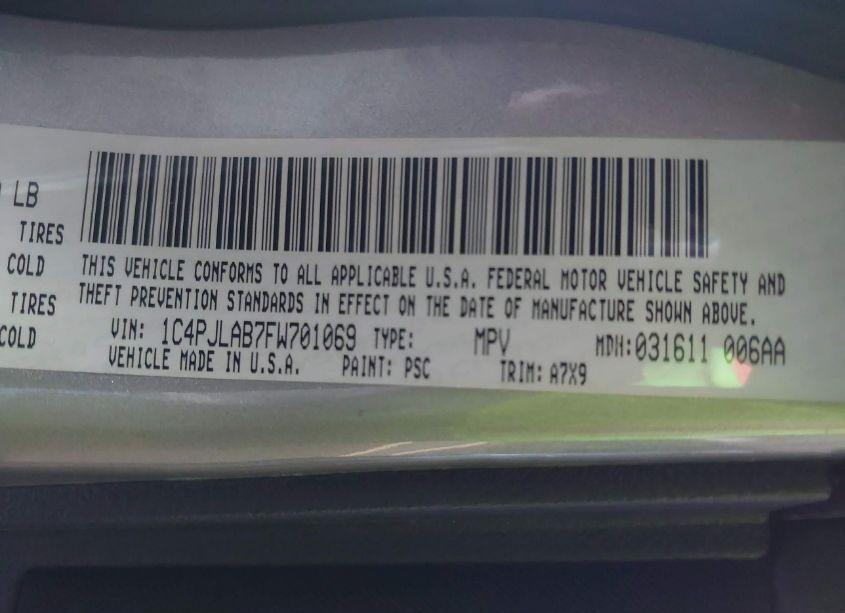 LB
TIRES
COLD
TIRES
COLD
THIS VEHICLE CONFORMS TO ALL APPLICABLE U.S.A. FEDERAL MOTOR VEHICLE SAFETY AND
THEFT PREVENTION STANDARDS IN EFFECT ON THE DATE OF MANUFACTURE SHOWN ABOVE.
VIN: 1C4PJLAB7FW701069 TYPE: MPV MDH:031611 006AA
VEHICLE MADE IN U.S.A. PAINT: PSC TRIM: A7X9